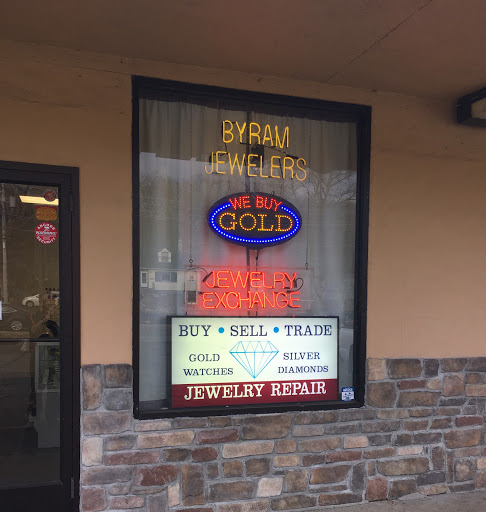 BYRAM
JEWELERS
WE BUY
GOLD
JEWELRY
EXCHANGE
BUY • SELL • TRADE
GOLD SILVER
WATCHES DIAMONDS
JEWELRY REPAIR